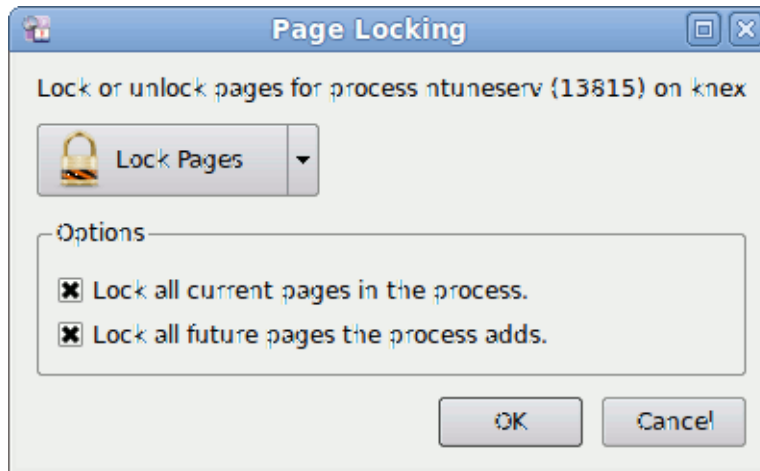 Page Locking
Lock or unlock pages for process ntuneserv (13815) on knex
Lock Pages
Options
Lock all current pages in the process.
Lock all future pages the process adds.
OK Cancel